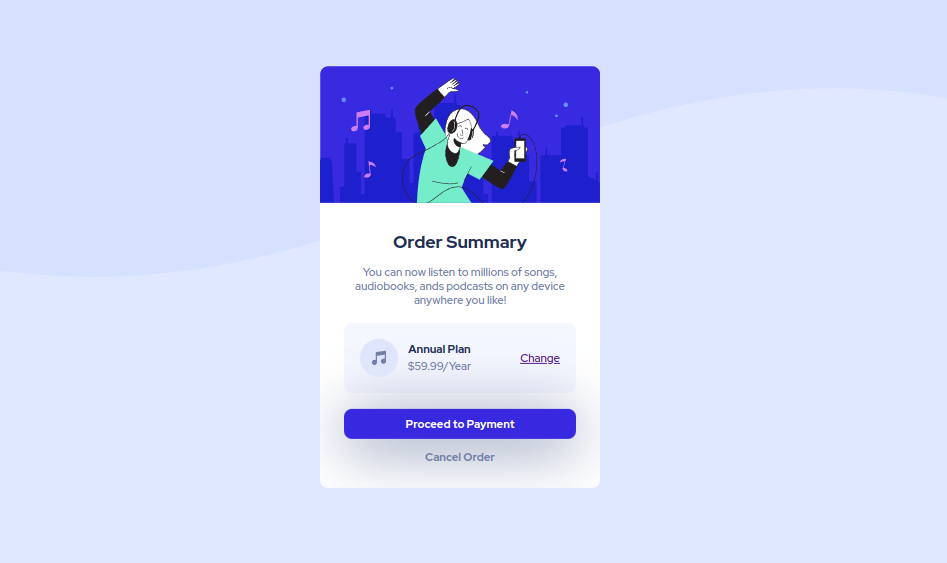 Order Summary
You can now listen to millions of songs,
audiobooks, ands podcasts on any device
anywhere you like!
Annual Plan
$59.99/Year
Change
Proceed to Payment
Cancel Order